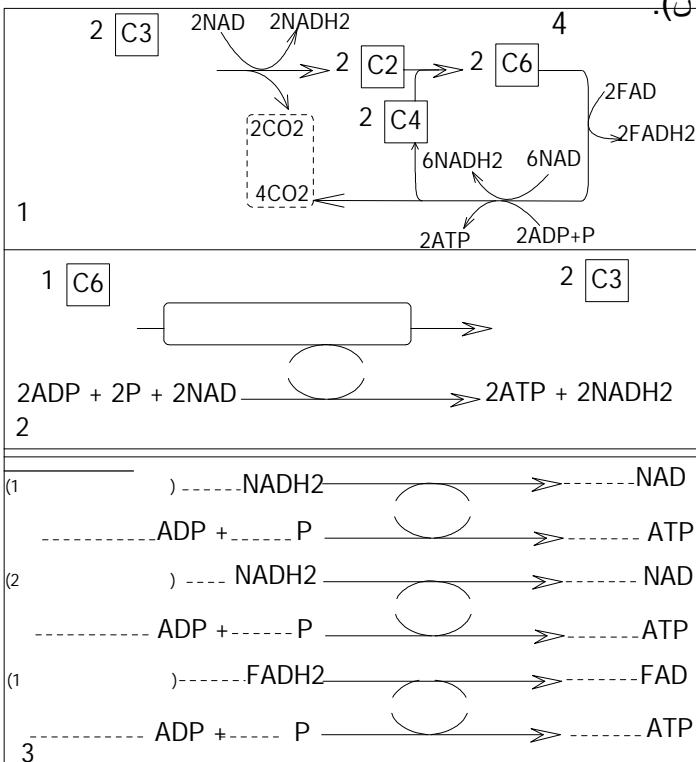 4
2 C3 2NAD 2NADH2
2 C2 2 C6
2FAD
2 C4
2CO2 2FADH2
6NADH2 6NAD
4CO2
1
2ATP 2ADP+P
1 C6 2 C3
2ADP + 2P + 2NAD 2ATP + 2NADH2
2
(1 ) ------NADH2 ------NAD
-----------ADP +------ P ------ ATP
(2 ) ---- NADH2 ------ NAD
----------- ADP +------ P ------ATP
(1 )------FADH2 ------ FAD
----------- ADP +----- P ------ ATP
3